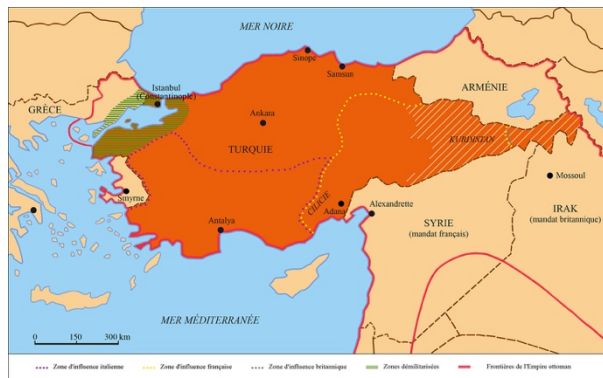 MER NOIRE
Sinope
Samsun
Istanbul
(Constantinople)
ARMÉNIE
GRÈCE
Ankara
TURQUIE
KURDISTAN
Mossoul
Smyrne
CILICIE
Adana
Alexandrette
Antalya
SYRIE
(mandat français)
IRAK
(mandat britannique)
MER MÉDITERRANÉE
0 150 300 km
Zone d'influence italienne
Zone d'influence française
Zone d'influence britannique
Zones démilitarisées
Frontières de l'Empire ottoman